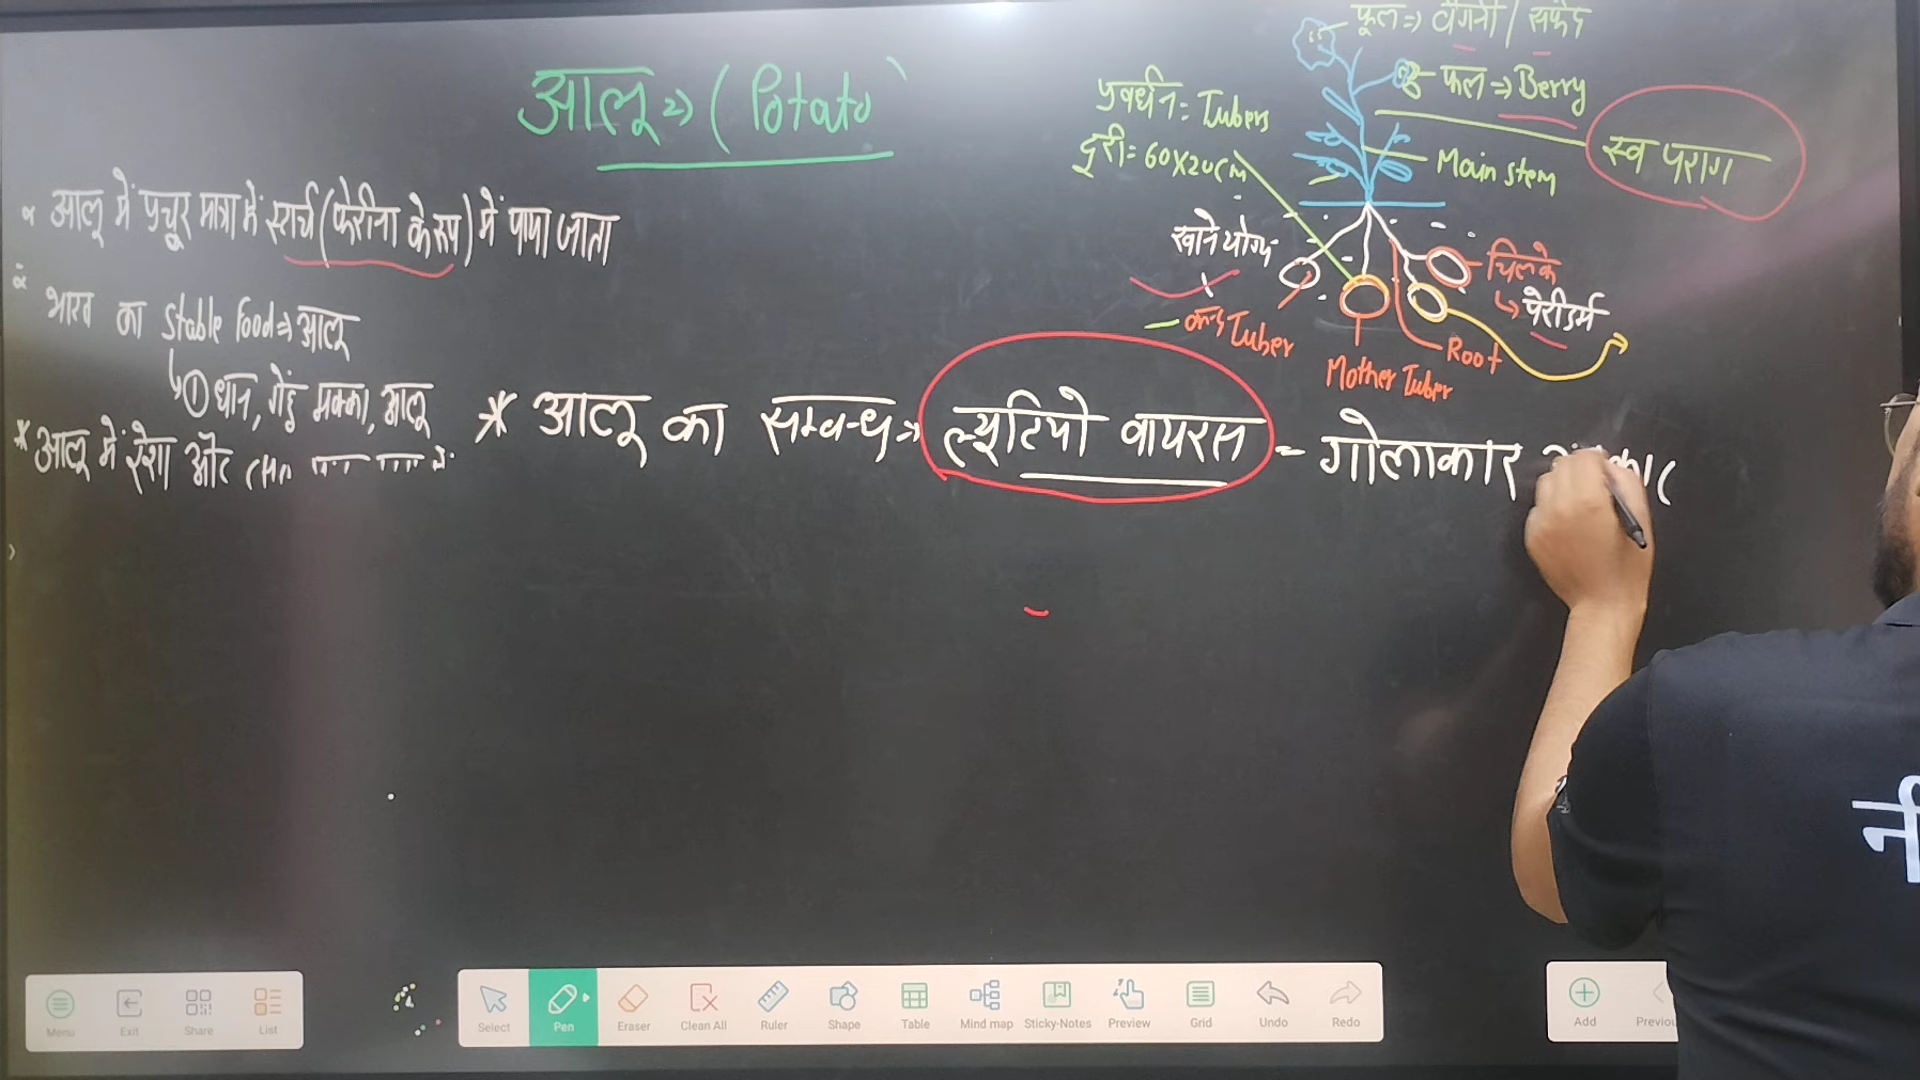 आलू => ( Potato
आलू में प्रचुर मात्रा में स्टार्च (फेरीना के रूप) में पाया जाता
भारत का Stable Food => आलू
① धान, गेहूं मक्का, आलू
* आलू में रेशा और
* आलू का सम्बन्ध => ल्यूटियो वायरस - गोलाकार
फूल => बैंगनी / सफेद
फल => Berry
स्व पराग
प्रवर्धन = Tubers
दूरी = 60x20cm
Main stem
खाने योग्य
कन्द Tuber
Mother Tuber
Root
छिलके
पेरीडर्म
नी
Menu
Exit
Share
List
Select
Pen
Eraser
Clean All
Ruler
Shape
Table
Mind map
Sticky-Notes
Preview
Grid
Undo
Redo
Add
Previou